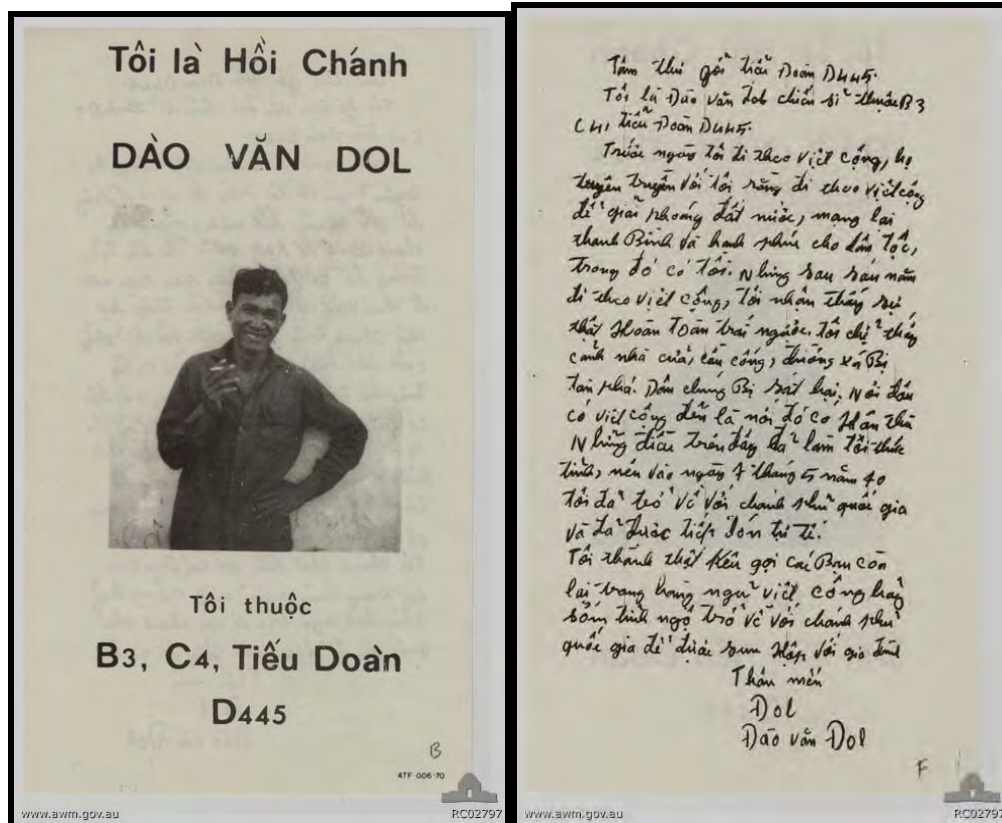 Tôi là Hồi Chánh
DÀO VĂN DOL
Tôi thuộc
B3, C4, Tiểu Doàn
D445
B
ATF 006-70
www.awm.gov.au
RC02797
Tâm thư gởi tiểu Đoàn D445.
Tôi là Đào văn Dol chiến sĩ thuộc B3
C4, tiểu Đoàn D445.
Trước ngày tôi đi theo việt cộng, họ
tuyên truyền với tôi rằng đi theo việt cộng
để giải phóng đất nước, mang lại
thanh Bình và hạnh phúc cho dân tộc,
trong đó có tôi. Nhưng sau sáu năm
đi theo việt cộng, tôi nhận thấy sự
thật Hoàn Toàn trái ngược. tôi chỉ thấy
cảnh nhà cửa, cầu cống, đường xá Bị
tàn phá. Dân chúng Bị sát hại. Nơi đâu
có việt cộng đến là nơi đó có Hận thù
Những điều trên đây đã làm tôi thức
tỉnh, nên vào ngày 7 tháng 5 năm 70
tôi đã trở về với chánh phủ quốc gia
và đã được tiếp đón tử tế.
Tôi thành thật kêu gọi các Bạn còn
lại trong hàng ngũ việt cộng hãy
sớm tỉnh ngộ trở về với chánh phủ
quốc gia để được sum Hộp với gia đình
Thân mến
Dol
Đào văn Dol
F
www.awm.gov.au
RC02797